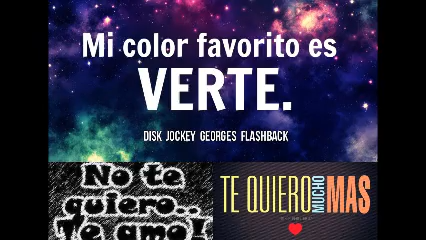 Mi color favorito es
VERTE.
DISK JOCKEY GEORGES FLASHBACK
No te
quiero..
Te amo!
TE QUIERO MUCHO MAS